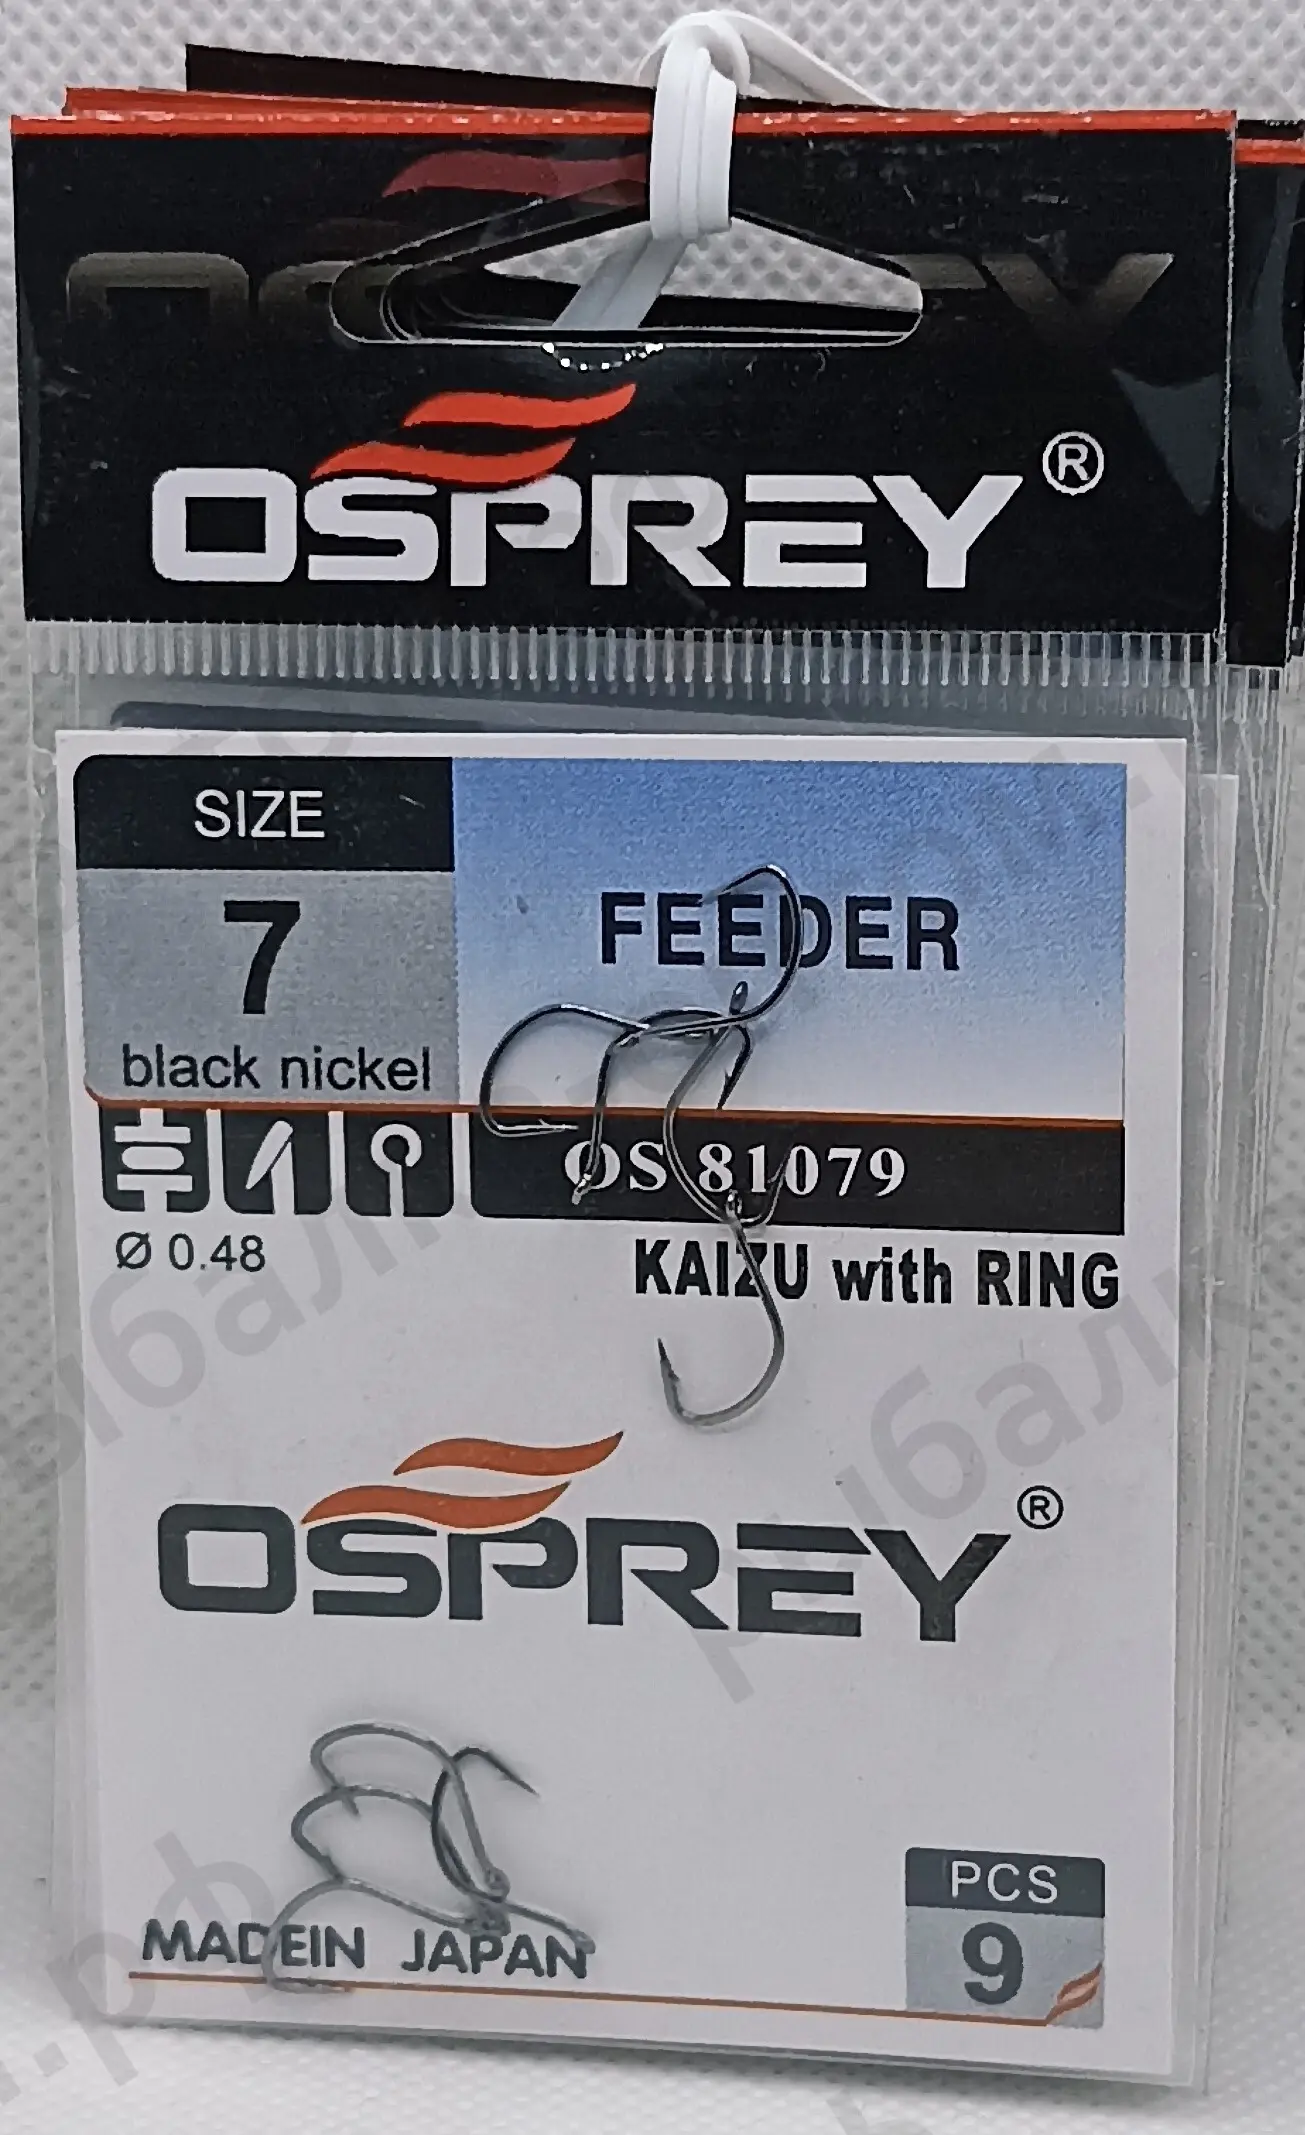 OSPREY®
SIZE
7
black nickel
FEEDER
OS 81079
Ø 0.48
KAIZU with RING
OSPREY®
MADEIN JAPAN
PCS
9